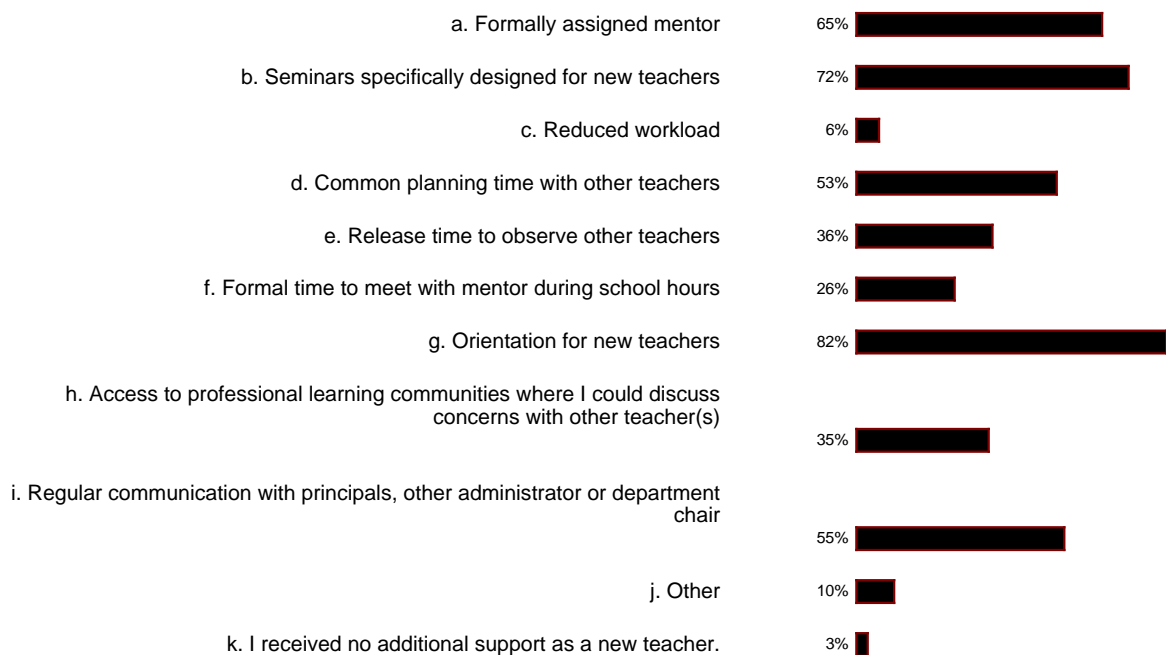 a. Formally assigned mentor 65%
b. Seminars specifically designed for new teachers 72%
c. Reduced workload 6%
d. Common planning time with other teachers 53%
e. Release time to observe other teachers 36%
f. Formal time to meet with mentor during school hours 26%
g. Orientation for new teachers 82%
h. Access to professional learning communities where I could discuss
concerns with other teacher(s)
35%
i. Regular communication with principals, other administrator or department
chair
55%
j. Other 10%
k. I received no additional support as a new teacher. 3%